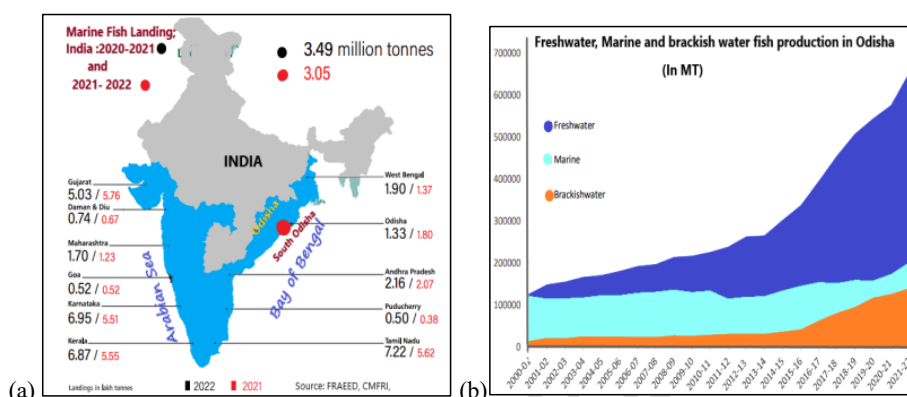 Marine Fish Landing;
India :2020-2021
and
2021- 2022
3.49 million tonnes
3.05
INDIA
Gujarat
5.03 / 5.76
Daman & Diu
0.74 / 0.67
Maharashtra
1.70 / 1.23
Goa
0.52 / 0.52
Karnataka
6.95 / 5.51
Kerala
6.87 / 5.55
Arabian Sea
Odisha
South Odisha
Bay of Bengal
West Bengal
1.90 / 1.37
Odisha
1.33 / 1.80
Andhra Pradesh
2.16 / 2.07
Puducherry
0.50 / 0.38
Tamil Nadu
7.22 / 5.62
Landings in lakh tonnes
2022
2021
Source: FRAEED, CMFRI,
(a)
Freshwater, Marine and brackish water fish production in Odisha
(In MT)
Freshwater
Marine
Brackishwater
700000
600000
500000
400000
300000
200000
100000
0
2000-01
2001-02
2002-03
2003-04
2004-05
2005-06
2006-07
2007-08
2008-09
2009-10
2010-11
2011-12
2012-13
2013-14
2014-15
2015-16
2016-17
2017-18
2018-19
2019-20
2020-21
(b)